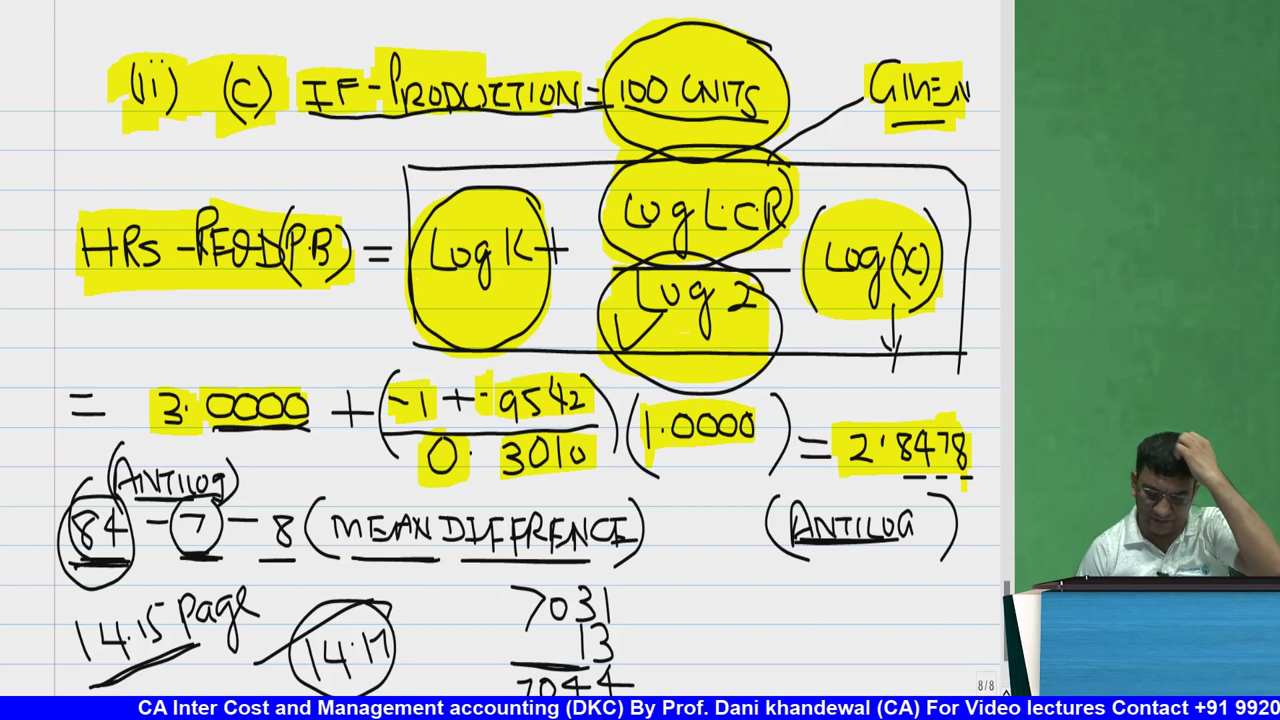 (ii) (C) IF - PRODUCTION = 100 UNITS GIVEN
HRS - REQD(P.B) = Log K + Log L.C.R / Log 2 (Log(x))
= 3.0000 + (-1 + .9542 / 0.3010) (1.0000) = 2.8478
(ANTILOG)
84 - 7 - 8 (MEAN DIFFERENCE) (ANTILOG)
14.15 page 14.17 7031
13
7044
8/8
CA Inter Cost and Management accounting (DKC) By Prof. Dani khandewal (CA) For Video lectures Contact +91 9920